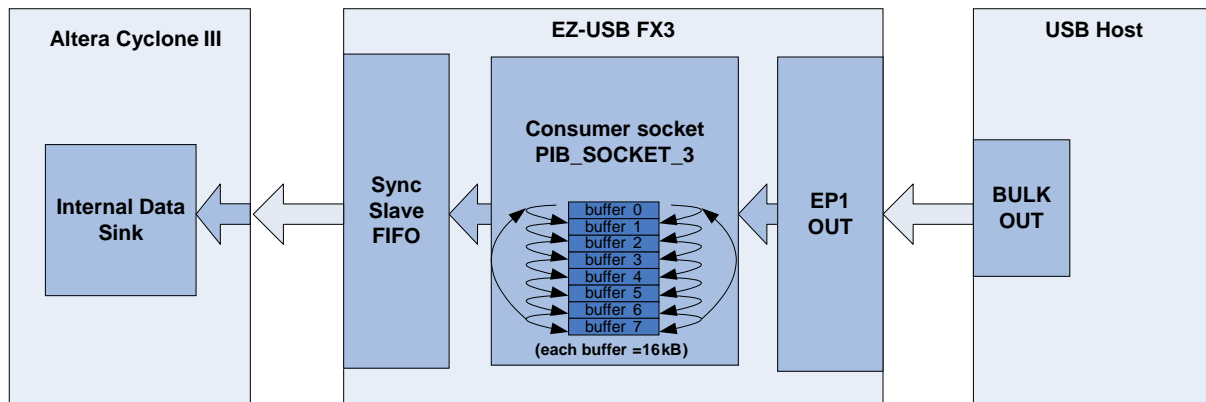 Altera Cyclone III
Internal Data
Sink
EZ-USB FX3
Sync
Slave
FIFO
Consumer socket
PIB_SOCKET_3
buffer 0
buffer 1
buffer 2
buffer 3
buffer 4
buffer 5
buffer 6
buffer 7
(each buffer =16kB)
EP1
OUT
USB Host
BULK
OUT